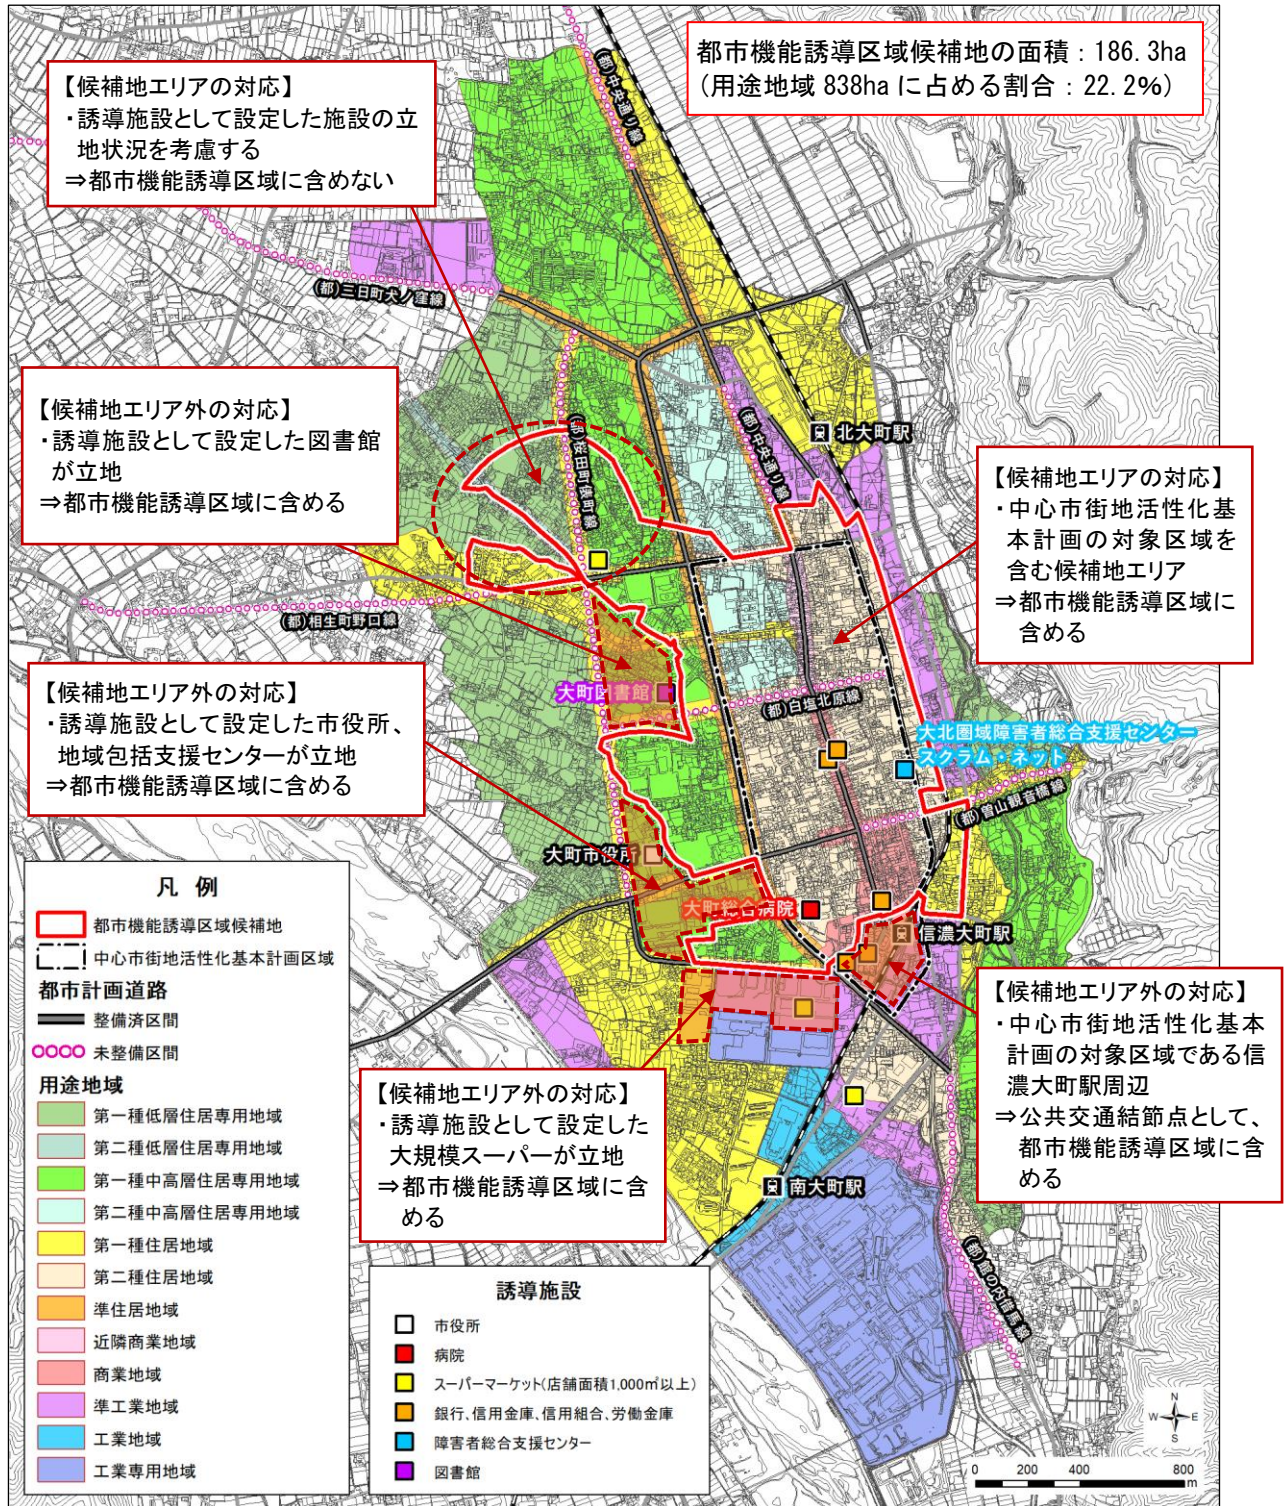 都市機能誘導区域候補地の面積：186.3ha
（用途地域 838ha に占める割合：22.2%）
【候補地エリアの対応】
・誘導施設として設定した施設の立
地状況を考慮する
⇒都市機能誘導区域に含めない
(都)中央通り線
(都)三日町大ノ窪線
【候補地エリア外の対応】
・誘導施設として設定した図書館
が立地
⇒都市機能誘導区域に含める
(都)桜田町俵町線
(都)中央通り線
北大町駅
【候補地エリアの対応】
・中心市街地活性化基
本計画の対象区域を
含む候補地エリア
⇒都市機能誘導区域に
含める
(都)相生町野口線
【候補地エリア外の対応】
・誘導施設として設定した市役所、
地域包括支援センターが立地
⇒都市機能誘導区域に含める
大町図書館
(都)白塩北原線
大北圏域障害者総合支援センター
スクラム・ネット
(都)曽山観音橋線
大町市役所
大町総合病院
信濃大町駅
【候補地エリア外の対応】
・中心市街地活性化基本
計画の対象区域である信
濃大町駅周辺
⇒公共交通結節点として、
都市機能誘導区域に含
める
【候補地エリア外の対応】
・誘導施設として設定した
大規模スーパーが立地
⇒都市機能誘導区域に含
める
南大町駅
(都)館の内借馬線
凡 例
都市機能誘導区域候補地
中心市街地活性化基本計画区域
都市計画道路
整備済区間
未整備区間
用途地域
第一種低層住居専用地域
第二種低層住居専用地域
第一種中高層住居専用地域
第二種中高層住居専用地域
第一種住居地域
第二種住居地域
準住居地域
近隣商業地域
商業地域
準工業地域
工業地域
工業専用地域
誘導施設
市役所
病院
スーパーマーケット(店舗面積1,000㎡以上)
銀行、信用金庫、信用組合、労働金庫
障害者総合支援センター
図書館
N
W E
S
0 200 400 800
m